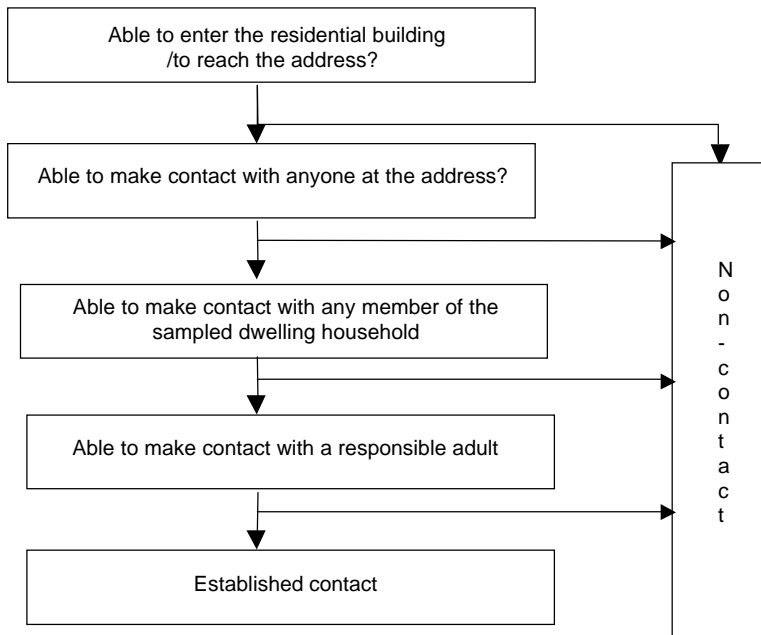 Able to enter the residential building
/to reach the address?
Able to make contact with anyone at the address?
Able to make contact with any member of the
sampled dwelling household
Able to make contact with a responsible adult
Established contact
Non-contact